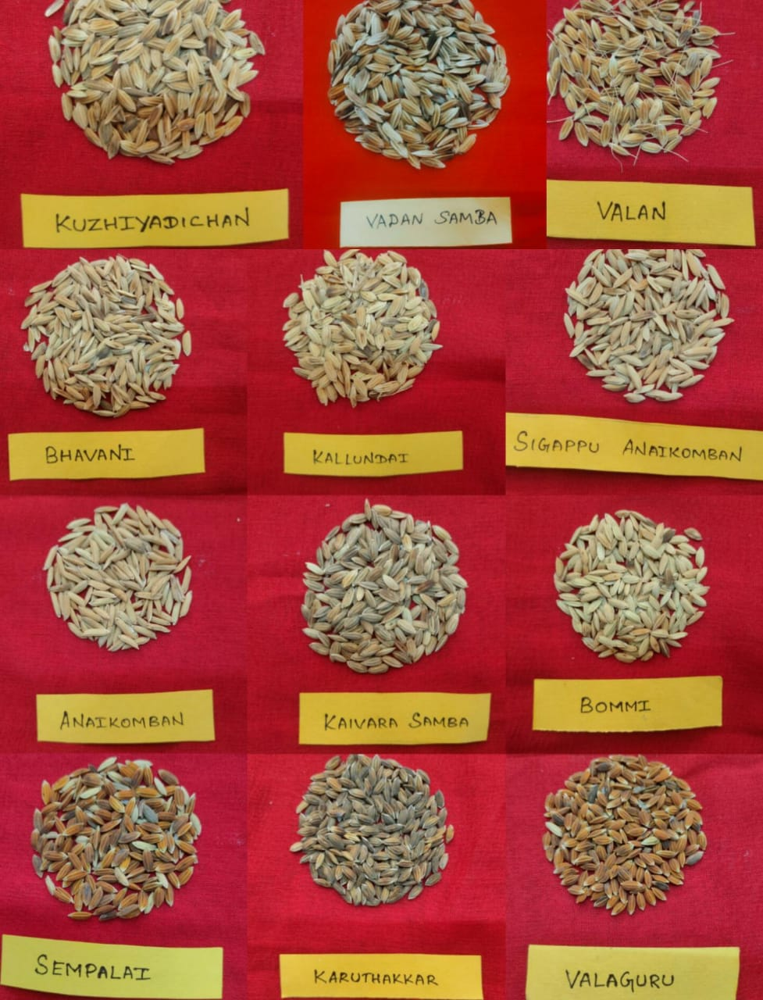 KUZHIYADICHAN
VADAN SAMBA
VALAN
BHAVANI
KALLUNDAI
SIGAPPU ANAIKOMBAN
ANAIKOMBAN
KAIVARA SAMBA
BOMMI
SEMPALAI
KARUTHAKKAR
VALAGURU